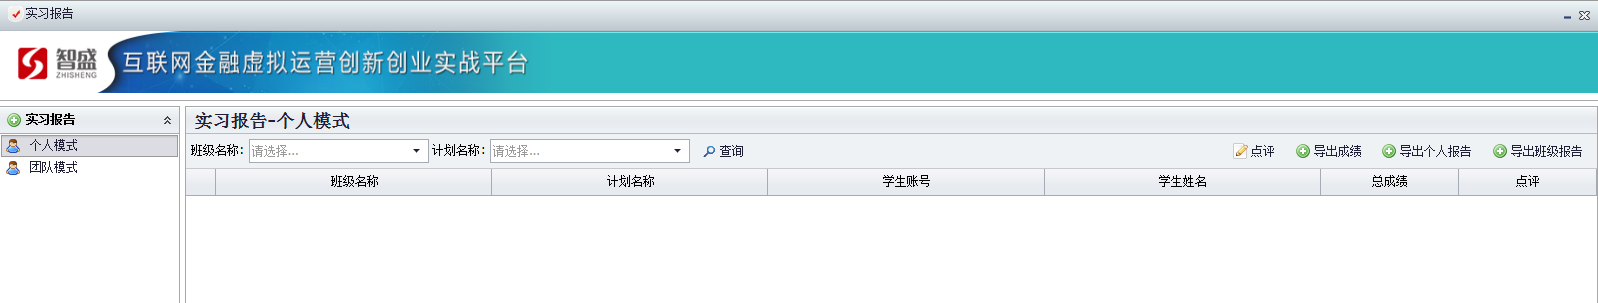 实习报告
智盛 ZHISHENG 互联网金融虚拟运营创新创业实战平台
实习报告
个人模式
团队模式
实习报告-个人模式
班级名称: 请选择... 计划名称: 请选择... 查询 点评 导出成绩 导出个人报告 导出班级报告
班级名称 计划名称 学生账号 学生姓名 总成绩 点评